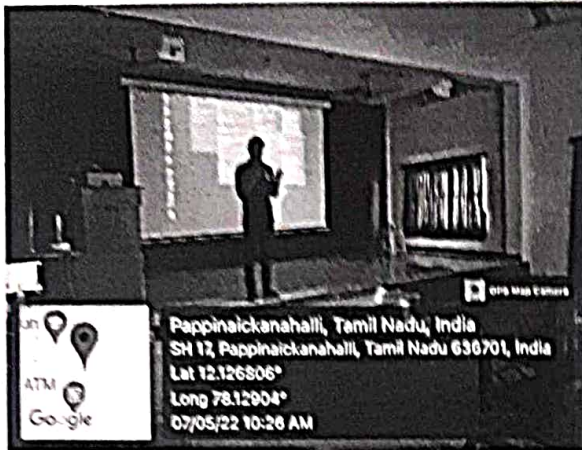 GPS Map Camera
ATM
Google
Pappinaickanahalli, Tamil Nadu, India
SH 17, Pappinaickanahalli, Tamil Nadu 636701, India
Lat 12.126806°
Long 78.12904°
07/05/22 10:26 AM